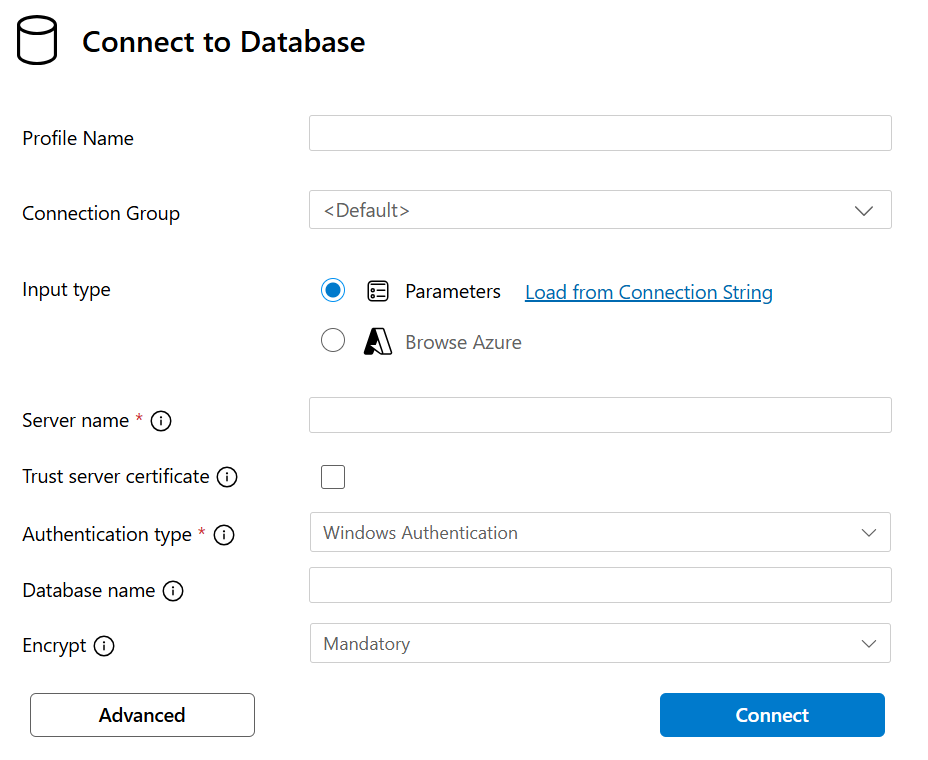 Connect to Database
Profile Name
Connection Group <Default>
Input type Parameters Load from Connection String
Browse Azure
Server name *
Trust server certificate
Authentication type * Windows Authentication
Database name
Encrypt Mandatory
Advanced Connect